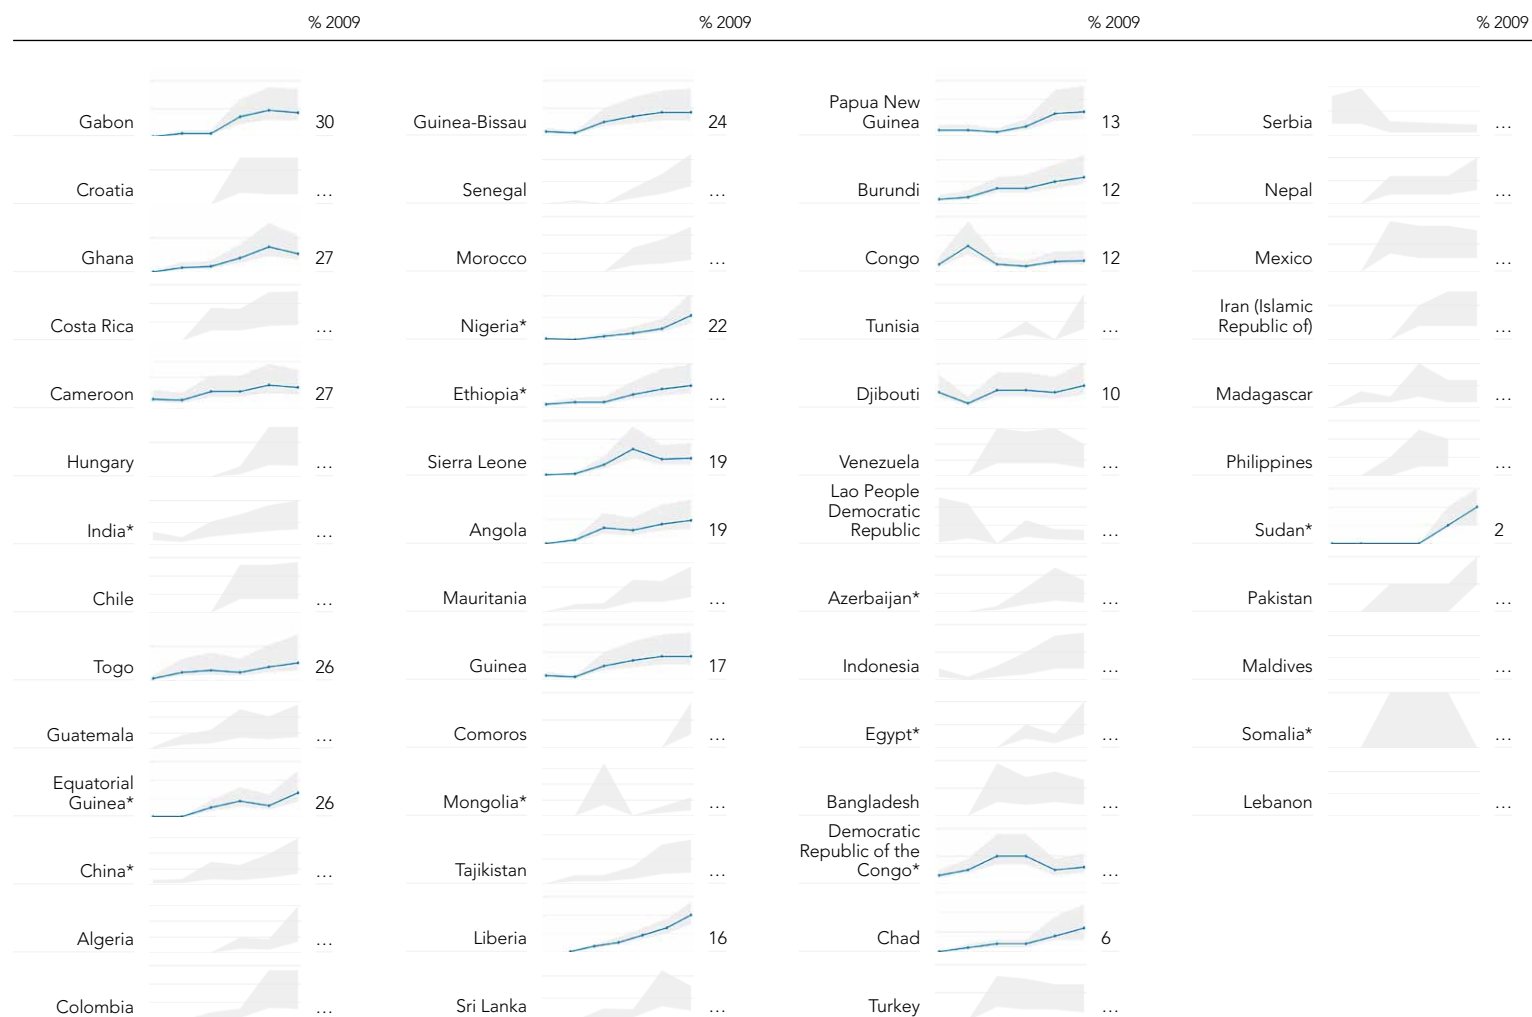 % 2009 % 2009 % 2009 % 2009
Gabon 30
Croatia …
Ghana 27
Costa Rica …
Cameroon 27
Hungary …
India* …
Chile …
Togo 26
Guatemala …
Equatorial
Guinea* 26
China* …
Algeria …
Colombia …
Guinea-Bissau 24
Senegal …
Morocco …
Nigeria* 22
Ethiopia* …
Sierra Leone 19
Angola 19
Mauritania …
Guinea 17
Comoros …
Mongolia* …
Tajikistan …
Liberia 16
Sri Lanka …
Papua New
Guinea 13
Burundi 12
Congo 12
Tunisia …
Djibouti 10
Venezuela …
Lao People
Democratic
Republic …
Azerbaijan* …
Indonesia …
Egypt* …
Bangladesh …
Democratic
Republic of the
Congo* …
Chad 6
Turkey …
Serbia …
Nepal …
Mexico …
Iran (Islamic
Republic of) …
Madagascar …
Philippines …
Sudan* 2
Pakistan …
Maldives …
Somalia* …
Lebanon …